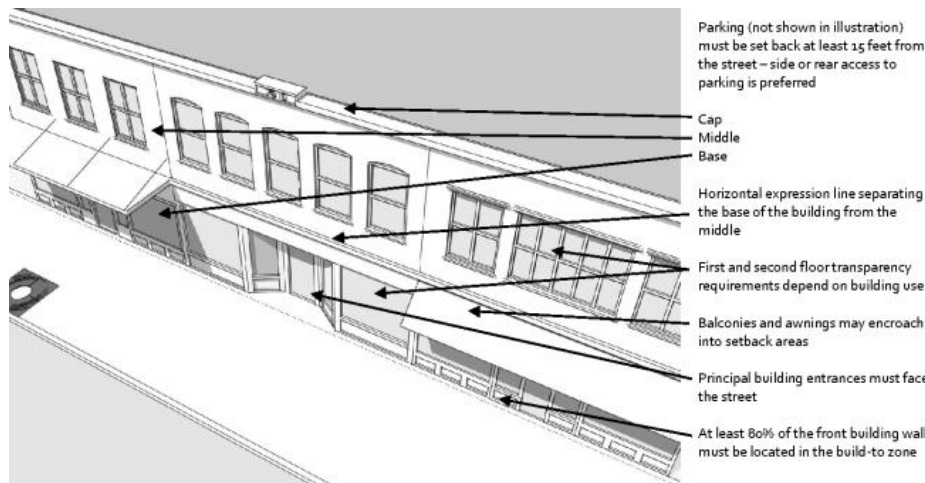 Parking (not shown in illustration)
must be set back at least 15 feet from
the street – side or rear access to
parking is preferred
Cap
Middle
Base
Horizontal expression line separating
the base of the building from the
middle
First and second floor transparency
requirements depend on building use
Balconies and awnings may encroach
into setback areas
Principal building entrances must face
the street
At least 80% of the front building wall
must be located in the build-to zone